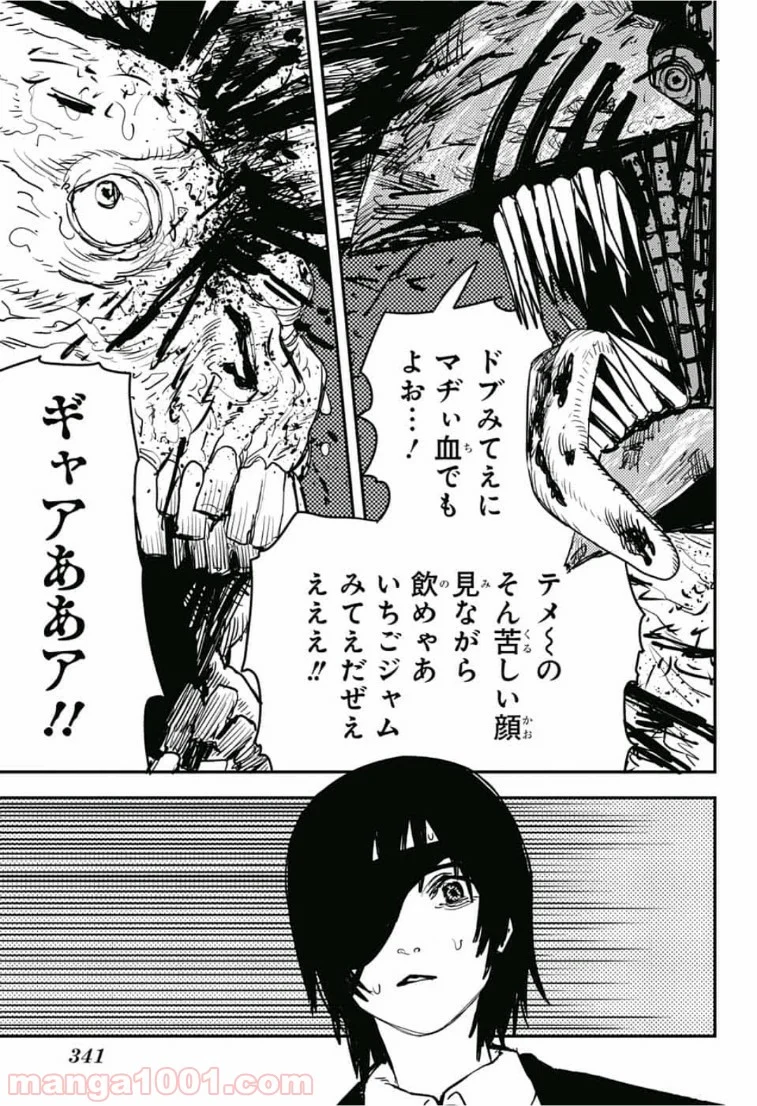 ドブみてえに
マヂぃ血でも
よお…！
テメ〜の
そん苦しい顔
見ながら
飲めゃあ
いちごジャム
みてえだぜえ
えええ!!
ギャアああア!!
341
manga1001.com